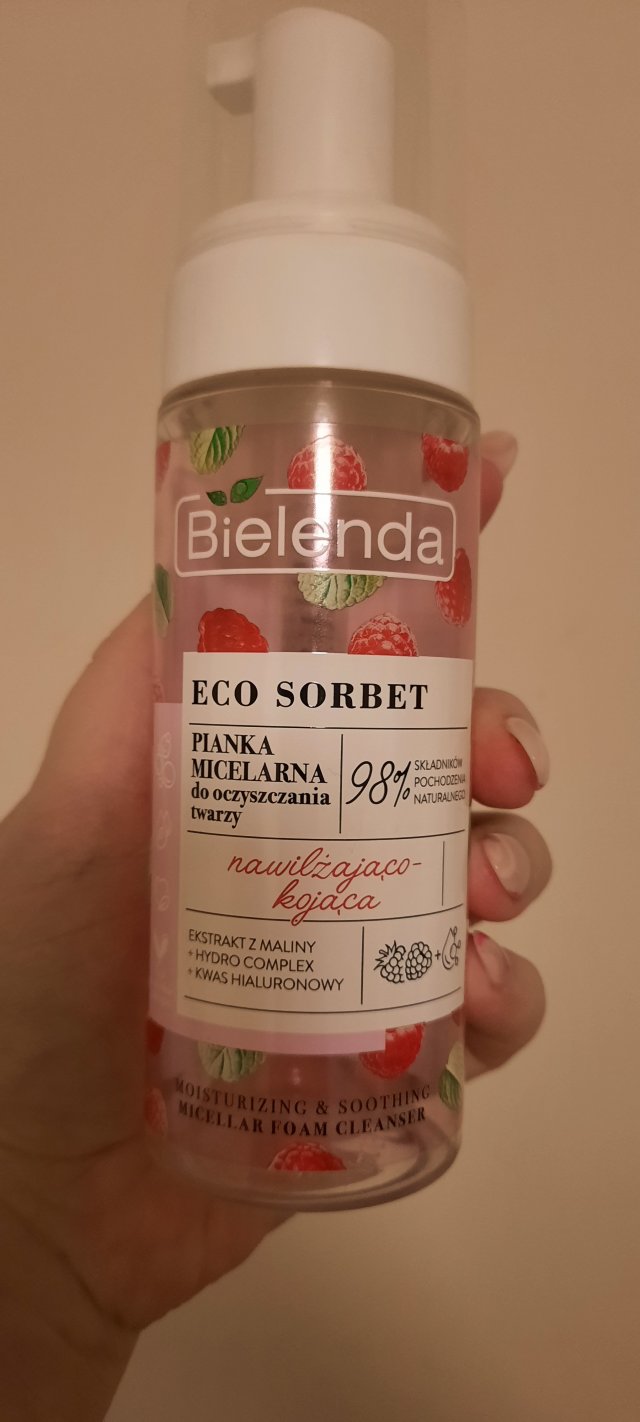 Bielenda
ECO SORBET
PIANKA
MICELARNA
do oczyszczania
twarzy
98%
SKŁADNIKÓW
POCHODZENIA
NATURALNEGO
nawilżająco-
kojąca
EKSTRAKT Z MALINY
+ HYDRO COMPLEX
+ KWAS HIALURONOWY
+
MOISTURIZING & SOOTHING
MICELLAR FOAM CLEANSER